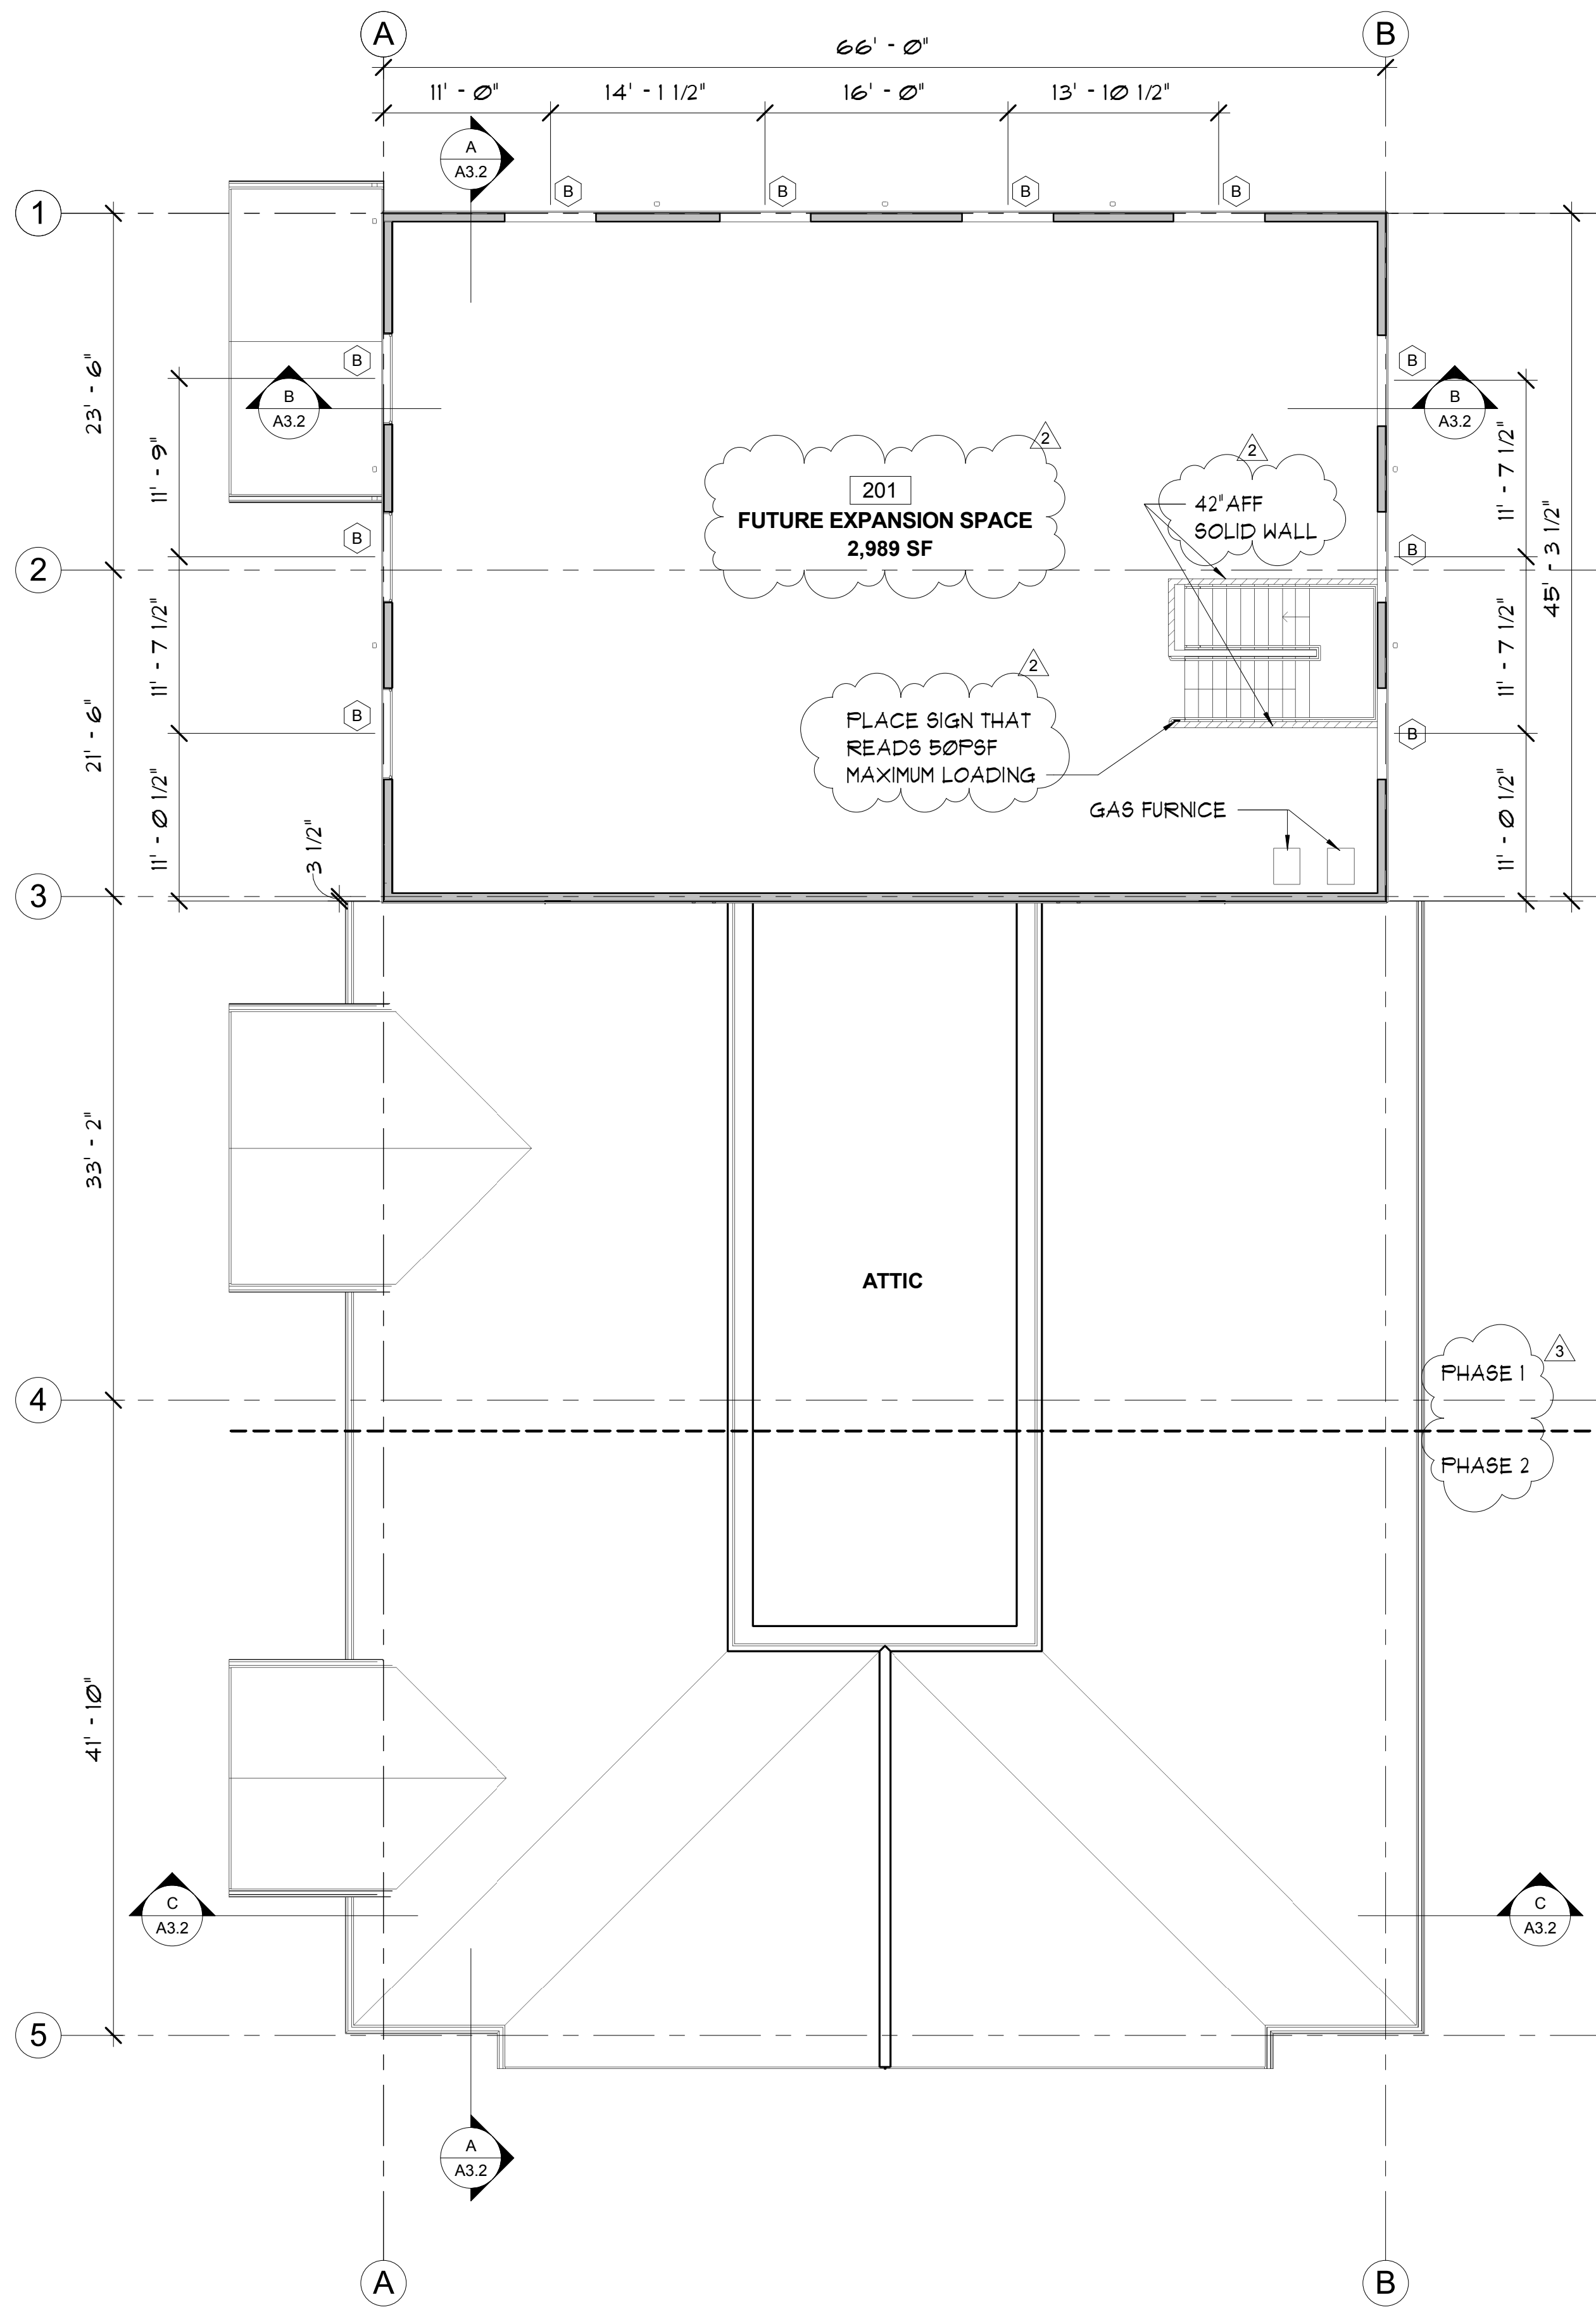 A
B
66' - 0"
11' - 0"
14' - 1 1/2"
16' - 0"
13' - 10 1/2"
A
A3.2
B
B
B
B
1
23' - 6"
11' - 9"
B
B
A3.2
B
B
A3.2
11' - 7 1/2"
45' - 3 1/2"
2
201
FUTURE EXPANSION SPACE
2,989 SF
2
42" AFF
SOLID WALL
B
B
2
11' - 7 1/2"
21' - 6"
B
11' - 7 1/2"
B
2
PLACE SIGN THAT
READS 50PSF
MAXIMUM LOADING
GAS FURNICE
11' - 0 1/2"
3 1/2"
11' - 0 1/2"
3
33' - 2"
ATTIC
4
3
PHASE 1
PHASE 2
41' - 10"
C
A3.2
C
A3.2
5
A
A3.2
A
B